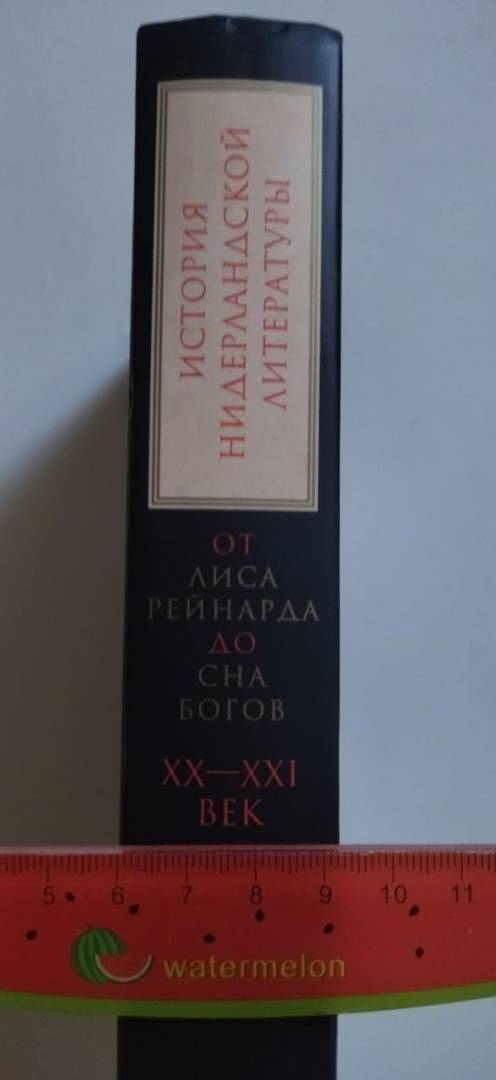 ИСТОРИЯ
НИДЕРЛАНДСКОЙ
ЛИТЕРАТУРЫ
ОТ
ЛИСА
РЕЙНАРДА
ДО
СНА
БОГОВ
XX—XXI
ВЕК
5 6 7 8 9 10 11
watermelon